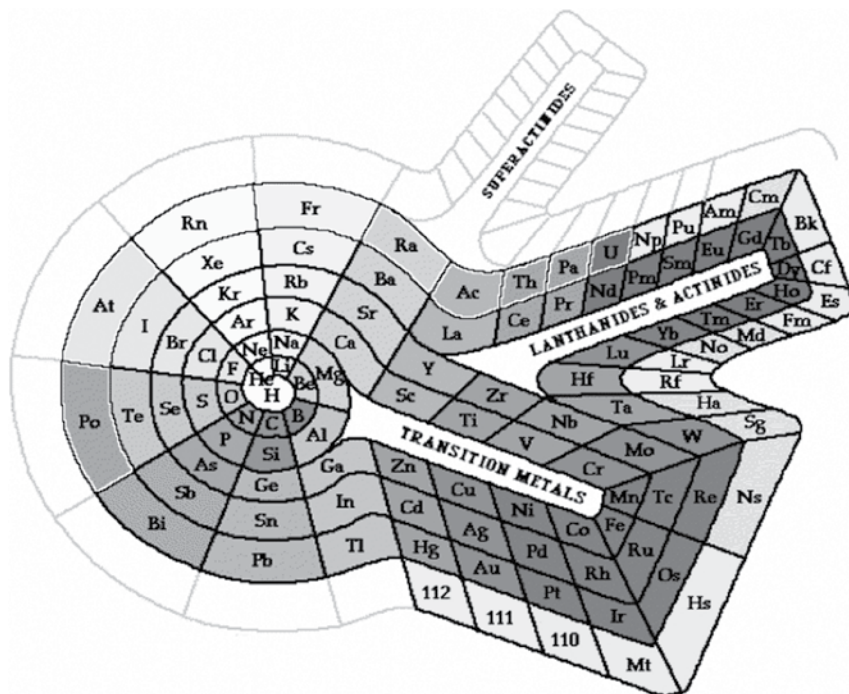 SUPERACTINIDES
Rn
Fr
Cm
Am
Bk
Pu
Np
U
Pa
Th
Ac
Ra
Cs
Xe
At
Gd
Tb
Eu
Sm
Pm
Nd
Pr
Ce
La
Ba
Rb
Kr
I
Dy
Cf
Ho
Es
Er
Fm
LANTHANIDES & ACTINIDES
Sr
K
Ar
Br
Tm
Md
Yb
No
Lu
Lr
Ca
Na
Ne
Cl
Y
Hf
Rf
Mg
Li
He
F
Be
H
O
S
Se
Te
Po
Sc
Zr
Ta
Ha
Sg
B
C
N
P
Ti
Nb
W
Al
Si
As
V
Mo
TRANSITION METALS
Ga
Ge
Sb
Zn
Cr
Cu
Ni
Mn
Tc
Re
Ns
In
Sn
Bi
Cd
Ag
Co
Fe
Tl
Pb
Hg
Au
Pd
Rh
Ru
Os
112
111
Pt
110
Ir
Hs
Mt